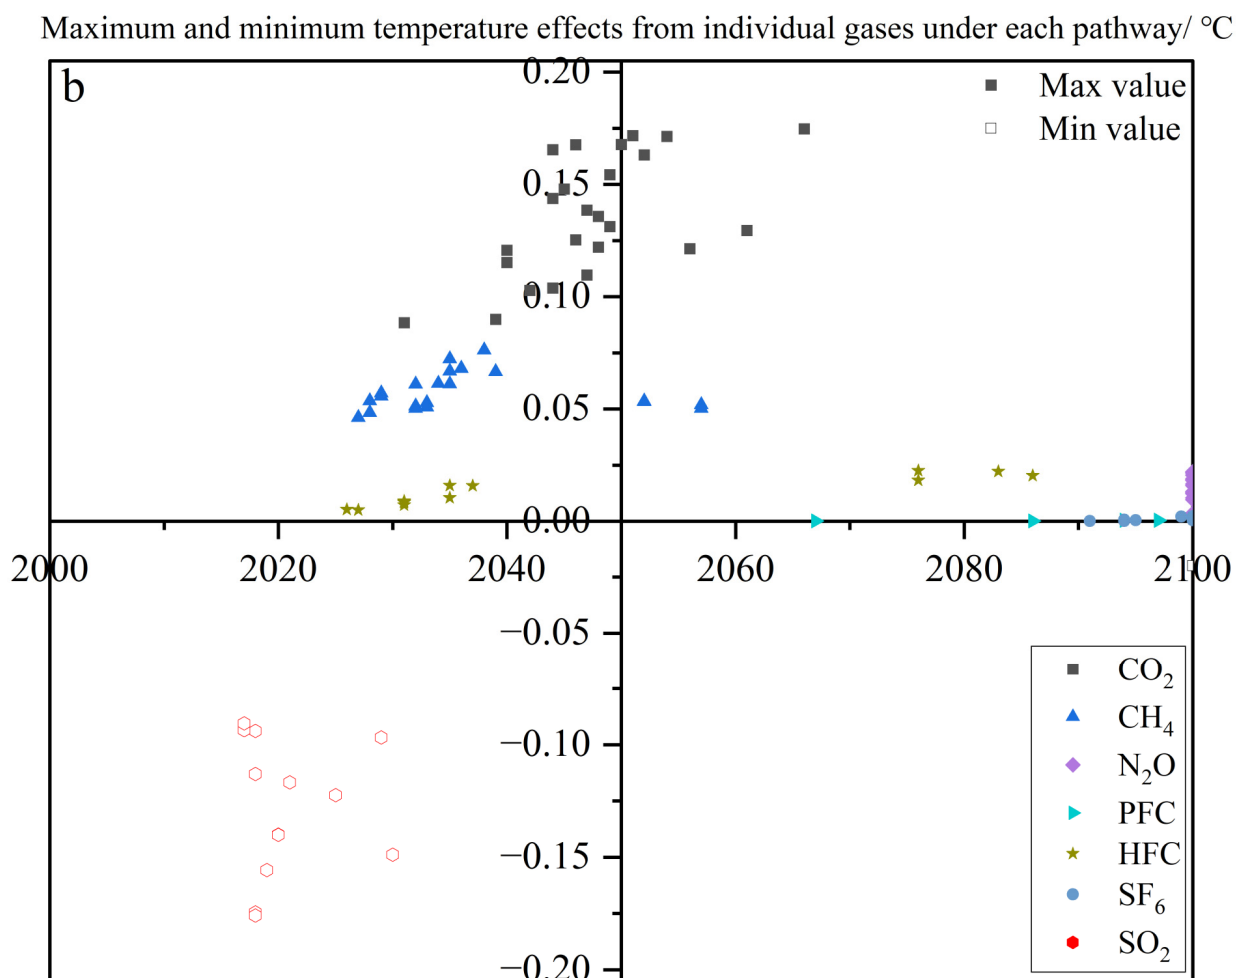 Maximum and minimum temperature effects from individual gases under each pathway/ ℃
b
0.20
Max value
Min value
0.15
0.10
0.05
0.00
2000 2020 2040 2060 2080 2100
−0.05
−0.10
−0.15
−0.20
CO₂
CH₄
N₂O
PFC
HFC
SF₆
SO₂